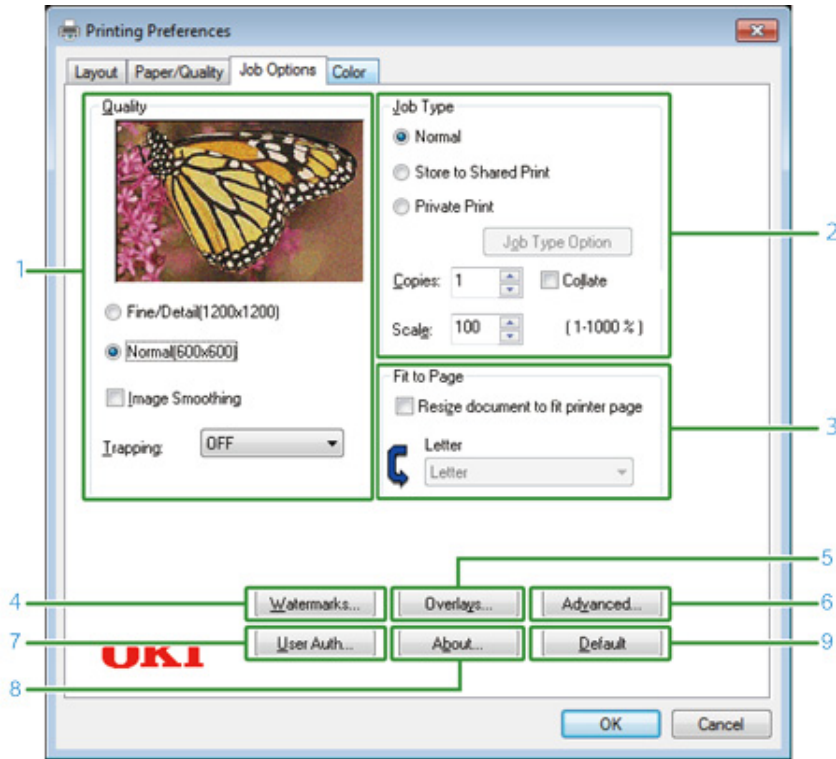 Printing Preferences
Layout Paper/Quality Job Options Color
Quality
1
Fine/Detail(1200x1200)
Normal(600x600)
Image Smoothing
Trapping: OFF
Job Type
Normal
Store to Shared Print
Private Print
Job Type Option
2
Copies: 1 Collate
Scale: 100 (1-1000 %)
Fit to Page
Resize document to fit printer page
3
Letter
Letter
5
4 Watermarks... Overlays... Advanced... 6
7 User Auth... About... Default 9
OKI
8
OK Cancel